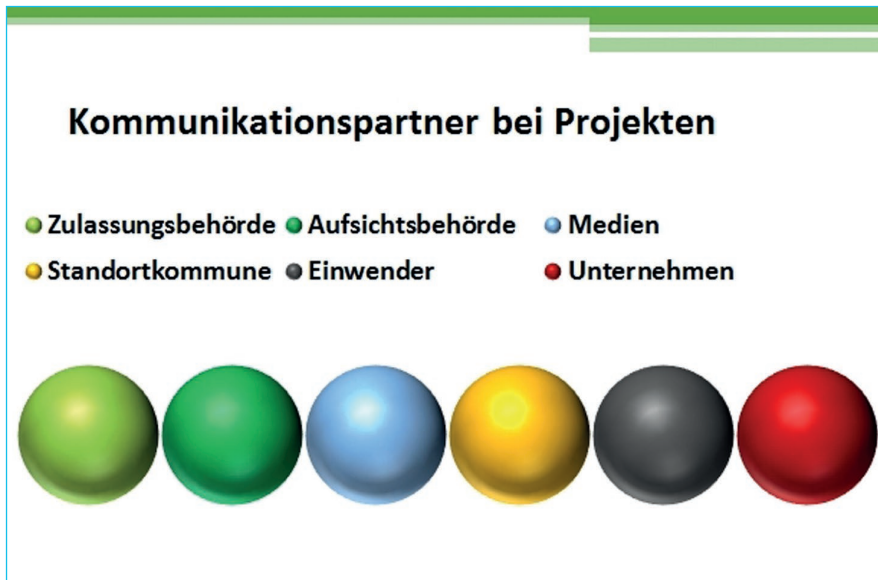 Kommunikationspartner bei Projekten
Zulassungsbehörde Aufsichtsbehörde Medien
Standortkommune Einwender Unternehmen